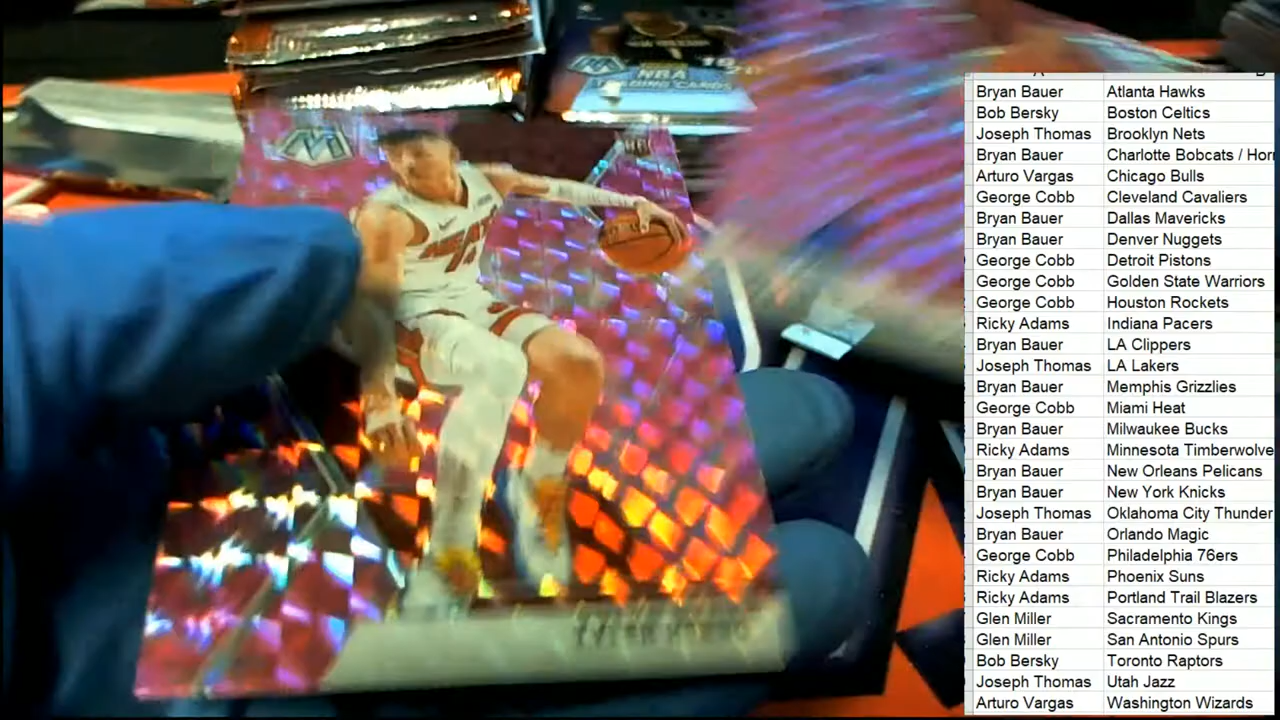 NBA
TRADING CARDS
HEAT
TYLER HERRO
Bryan Bauer Atlanta Hawks
Bob Bersky Boston Celtics
Joseph Thomas Brooklyn Nets
Bryan Bauer Charlotte Bobcats / Hor
Arturo Vargas Chicago Bulls
George Cobb Cleveland Cavaliers
Bryan Bauer Dallas Mavericks
Bryan Bauer Denver Nuggets
George Cobb Detroit Pistons
George Cobb Golden State Warriors
George Cobb Houston Rockets
Ricky Adams Indiana Pacers
Bryan Bauer LA Clippers
Joseph Thomas LA Lakers
Bryan Bauer Memphis Grizzlies
George Cobb Miami Heat
Bryan Bauer Milwaukee Bucks
Ricky Adams Minnesota Timberwolve
Bryan Bauer New Orleans Pelicans
Bryan Bauer New York Knicks
Joseph Thomas Oklahoma City Thunder
Bryan Bauer Orlando Magic
George Cobb Philadelphia 76ers
Ricky Adams Phoenix Suns
Ricky Adams Portland Trail Blazers
Glen Miller Sacramento Kings
Glen Miller San Antonio Spurs
Bob Bersky Toronto Raptors
Joseph Thomas Utah Jazz
Arturo Vargas Washington Wizards